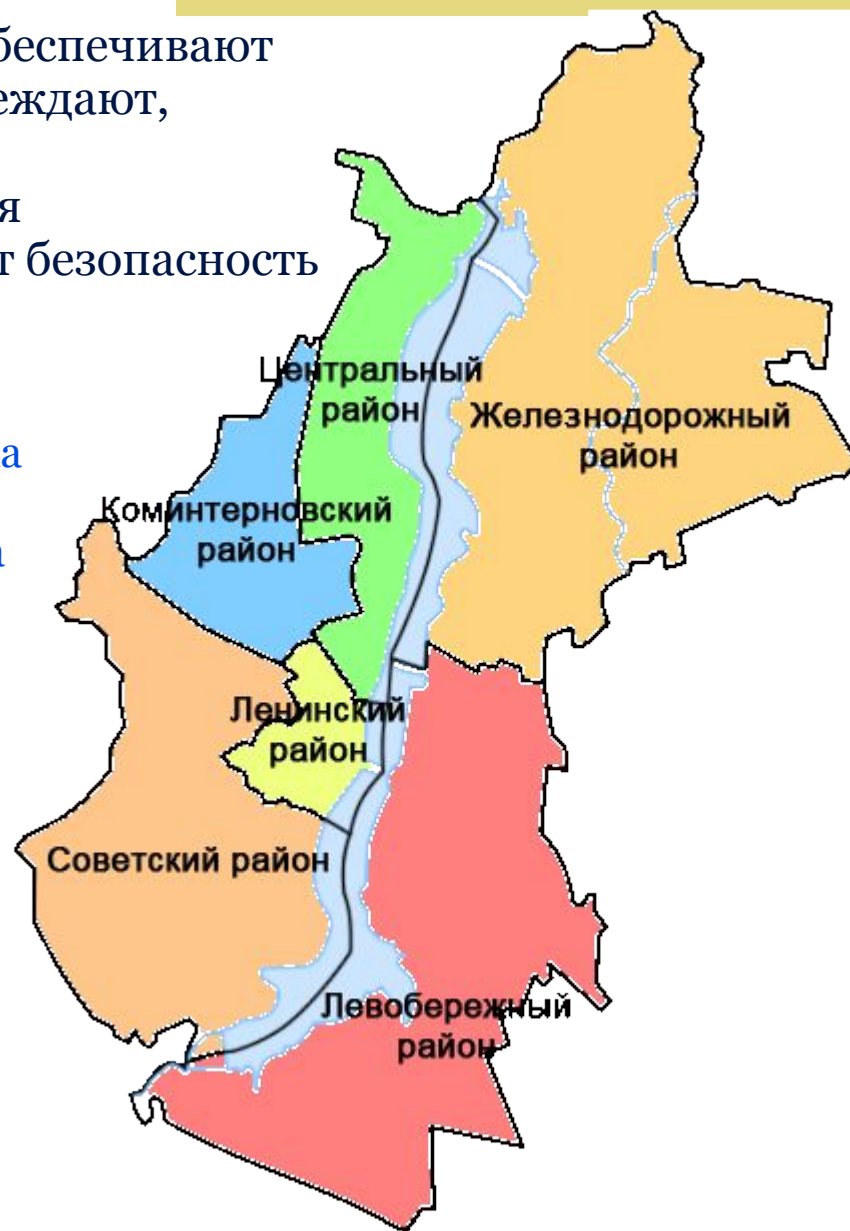 беспечивают
еждают,
я
т безопасность
а
а
Центральный
район
Железнодорожный
район
Коминтерновский
район
Ленинский
район
Советский район
Левобережный
район